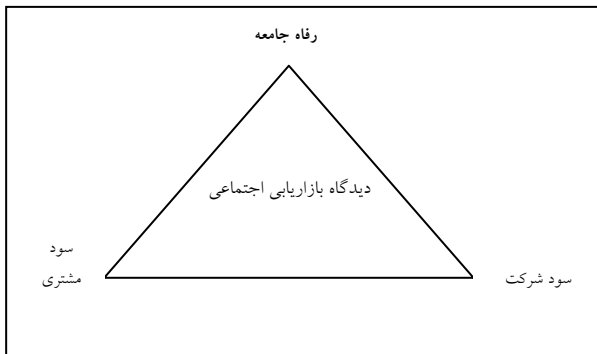 رفاه جامعه
دیدگاه بازاریابی اجتماعی
سود شرکت
سود
مشتری